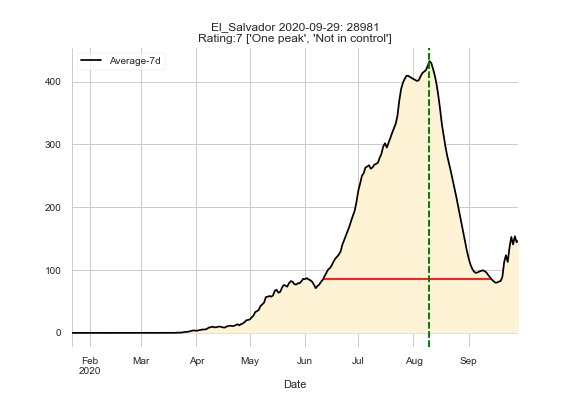 El_Salvador 2020-09-29: 28981
Rating:7 ['One peak', 'Not in control']
Average-7d
400
300
200
100
0
Feb Mar Apr May Jun Jul Aug Sep
2020
Date